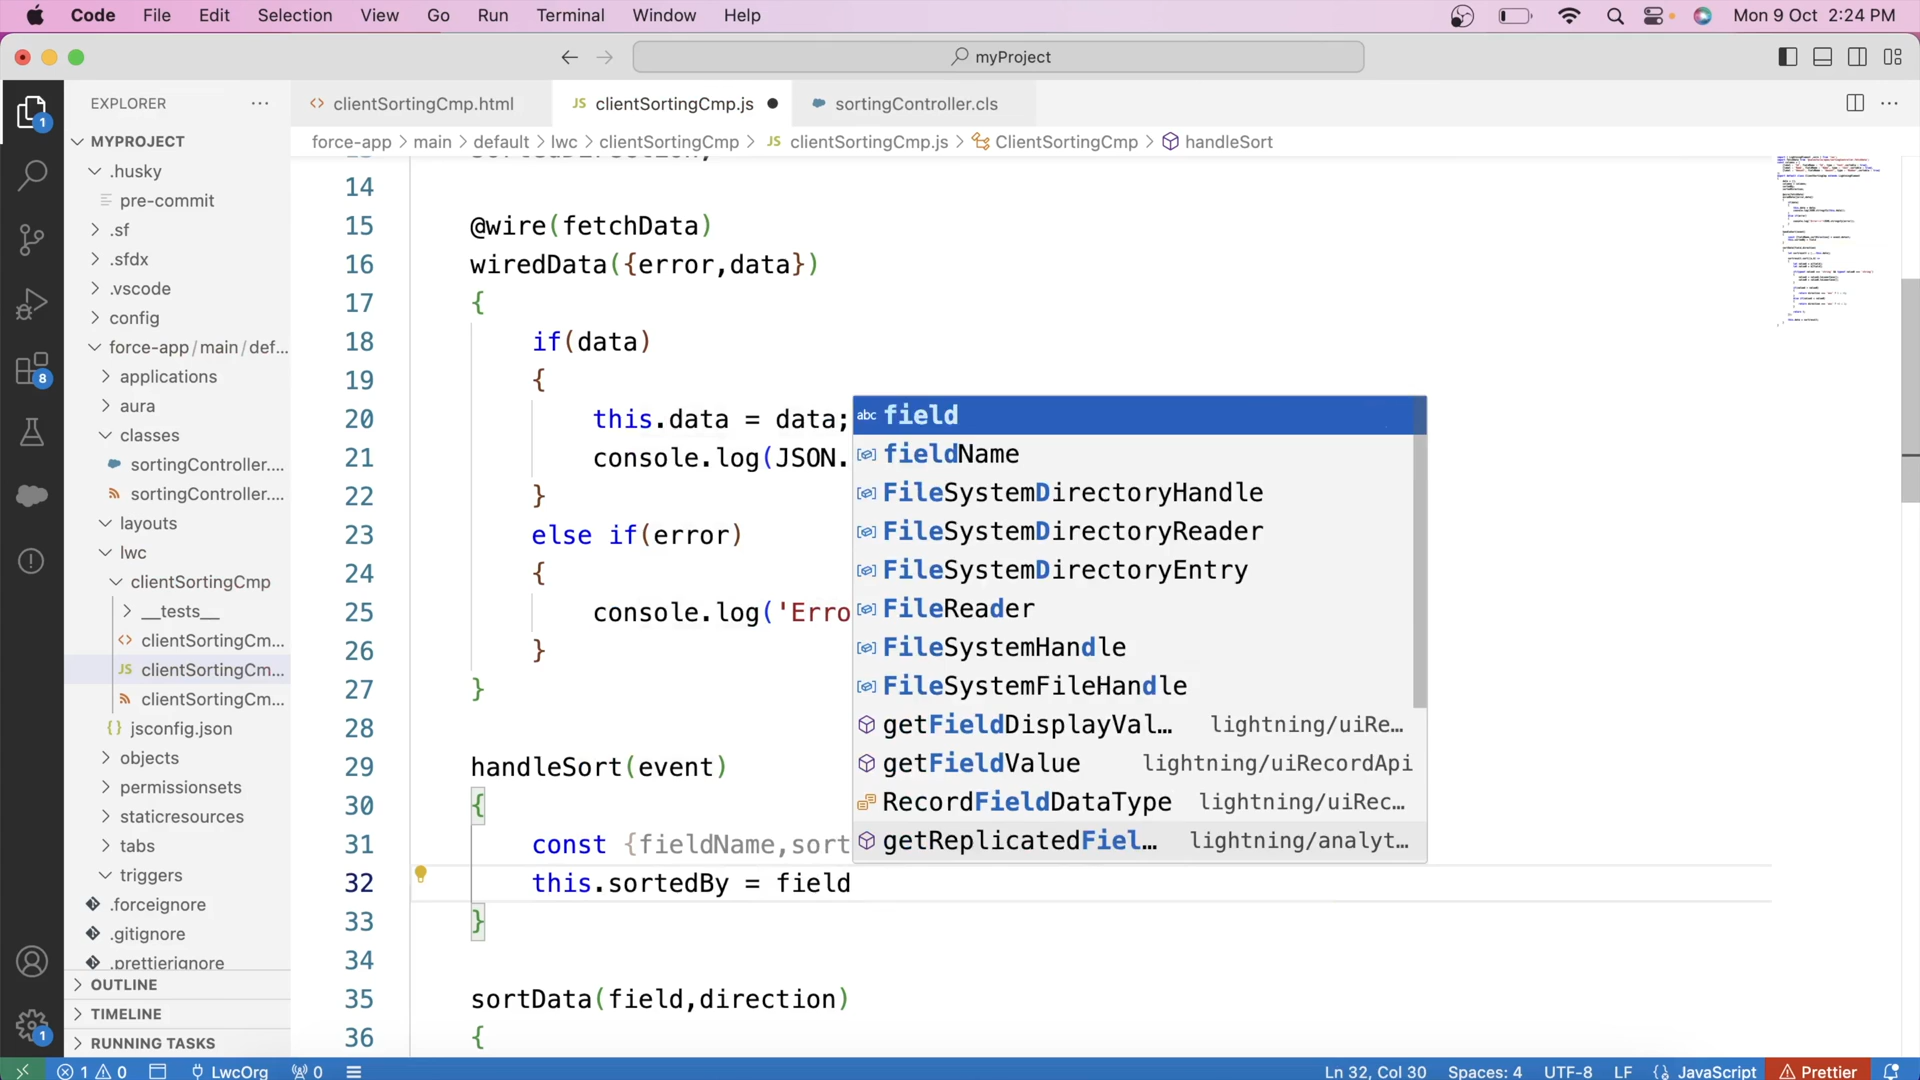 Code File Edit Selection View Go Run Terminal Window Help
Mon 9 Oct 2:24 PM
myProject
EXPLORER
MYPROJECT
.husky
pre-commit
.sf
.sfdx
.vscode
config
force-app/main/def...
applications
aura
classes
sortingController....
sortingController....
layouts
lwc
clientSortingCmp
__tests__
clientSortingCm...
JS clientSortingCm...
clientSortingCm...
{} jsconfig.json
objects
permissionsets
staticresources
tabs
triggers
.forceignore
.gitignore
.prettierignore
OUTLINE
TIMELINE
RUNNING TASKS
1
8
1
<> clientSortingCmp.html
JS clientSortingCmp.js
sortingController.cls
force-app > main > default > lwc > clientSortingCmp > JS clientSortingCmp.js > ClientSortingCmp > handleSort
14
15 @wire(fetchData)
16 wiredData({error,data})
17 {
18 if(data)
19 {
20 this.data = data;
21 console.log(JSON.
22 }
23 else if(error)
24 {
25 console.log('Erro
26 }
27 }
28
29 handleSort(event)
30 {
31 const {fieldName,sort
32 this.sortedBy = field
33 }
34
35 sortData(field,direction)
36 {
abc field
fieldName
FileSystemDirectoryHandle
FileSystemDirectoryReader
FileSystemDirectoryEntry
FileReader
FileSystemHandle
FileSystemFileHandle
getFieldDisplayVal… lightning/uiRe…
getFieldValue lightning/uiRecordApi
RecordFieldDataType lightning/uiRec…
getReplicatedFiel… lightning/analyt…
1 0 LwcOrg 0
Ln 32, Col 30 Spaces: 4 UTF-8 LF {} JavaScript Prettier